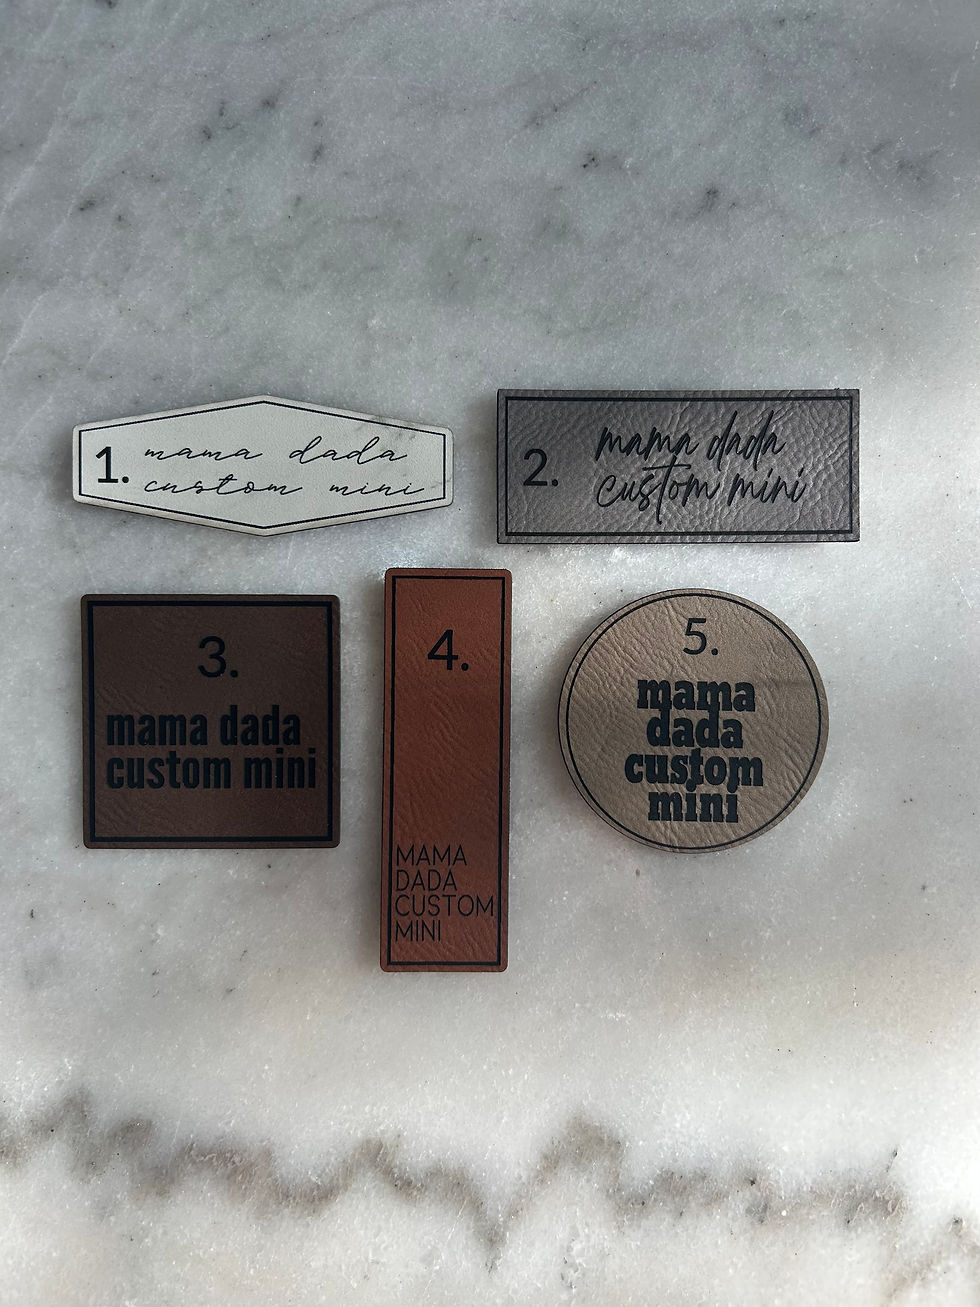 1.
mama dada
custom mini
2.
mama dada
custom mini
3.
mama dada
custom mini
4.
MAMA
DADA
CUSTOM
MINI
5.
mama
dada
custom
mini